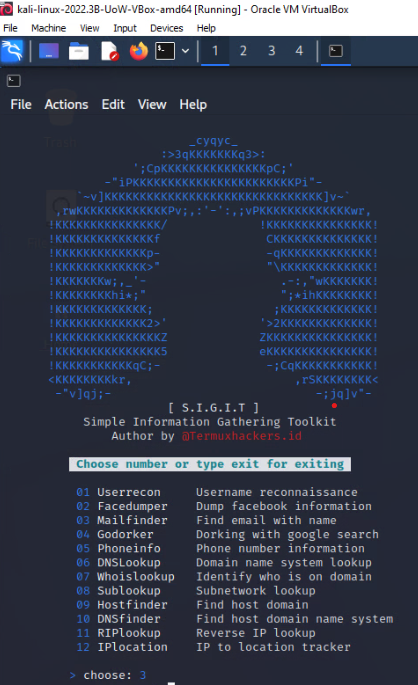 kali-linux-2022.3B-UoW-VBox-amd64 [Running] - Oracle VM VirtualBox
File Machine View Input Devices Help
1 2 3 4
File Actions Edit View Help
[ S.I.G.I.T ]
Simple Information Gathering Toolkit
Author by @Termuxhackers.id
Choose number or type exit for exiting
01 Userrecon Username reconnaissance
02 Facedumper Dump facebook information
03 Mailfinder Find email with name
04 Godorker Dorking with google search
05 Phoneinfo Phone number information
06 DNSLookup Domain name system lookup
07 Whoislookup Identify who is on domain
08 Sublookup Subnetwork lookup
09 Hostfinder Find host domain
10 DNSfinder Find host domain name system
11 RIPlookup Reverse IP lookup
12 IPlocation IP to location tracker
> choose: 3